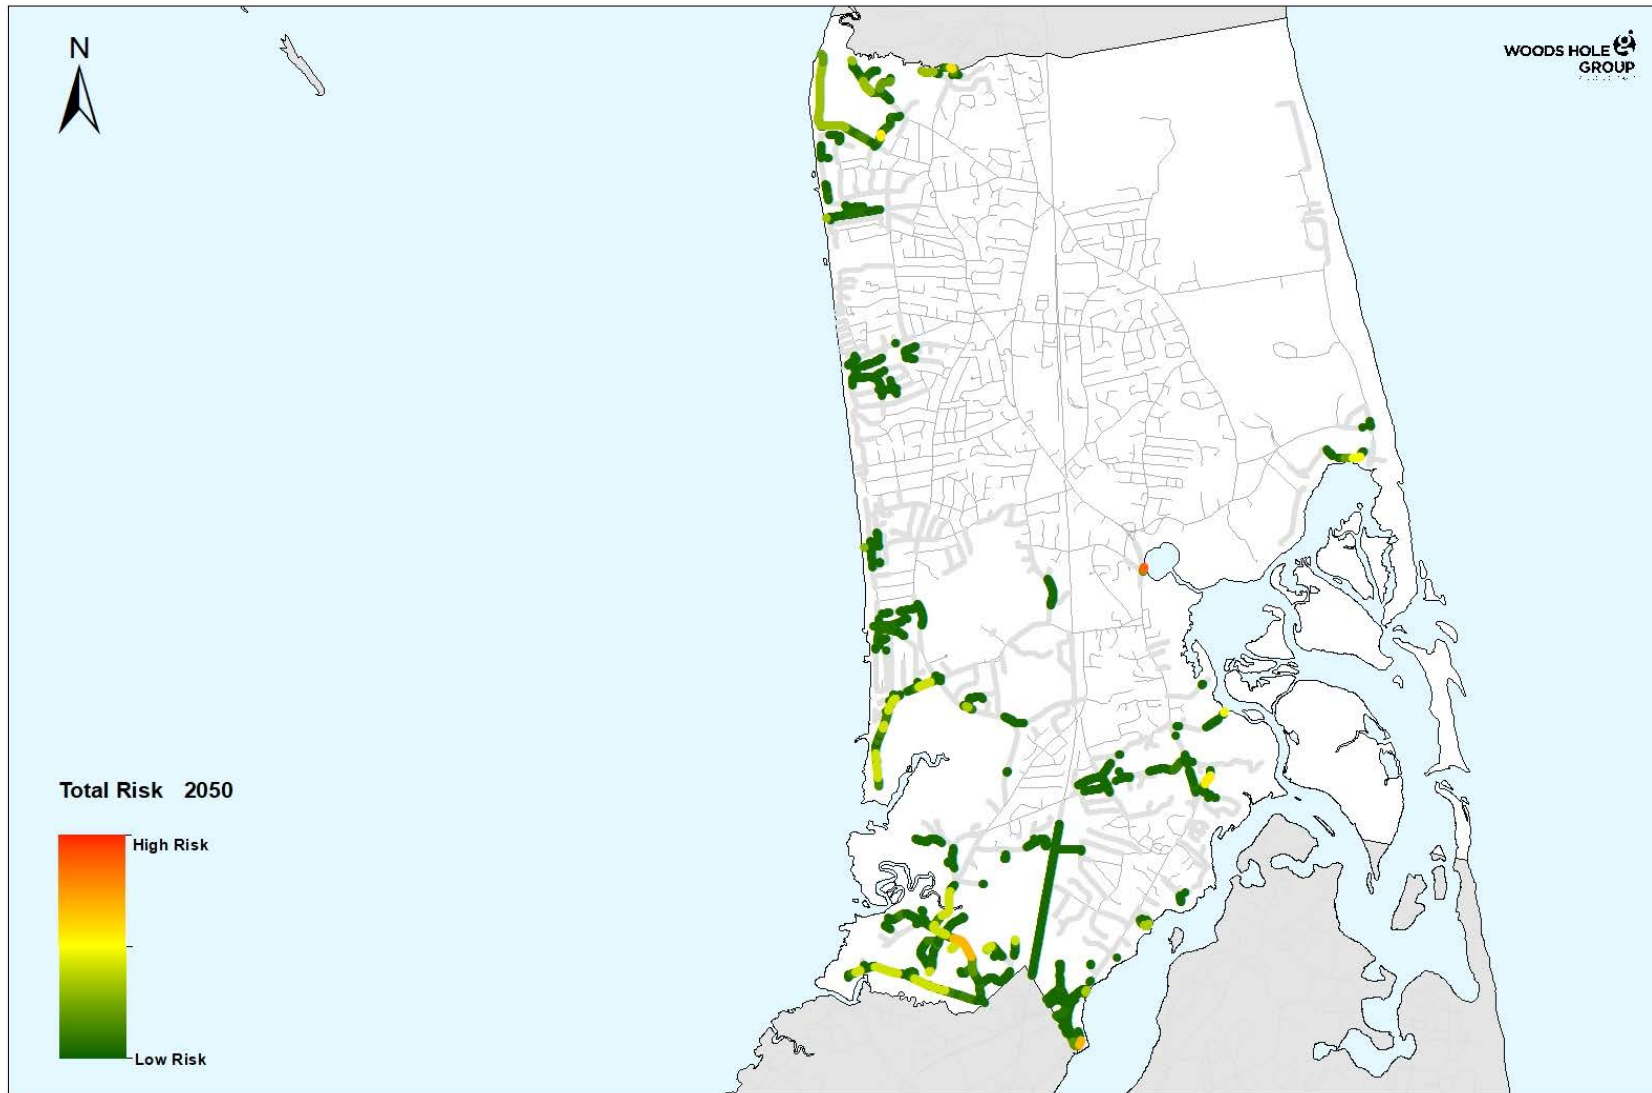 N
WOODS HOLE
GROUP
Total Risk 2050
High Risk
Low Risk